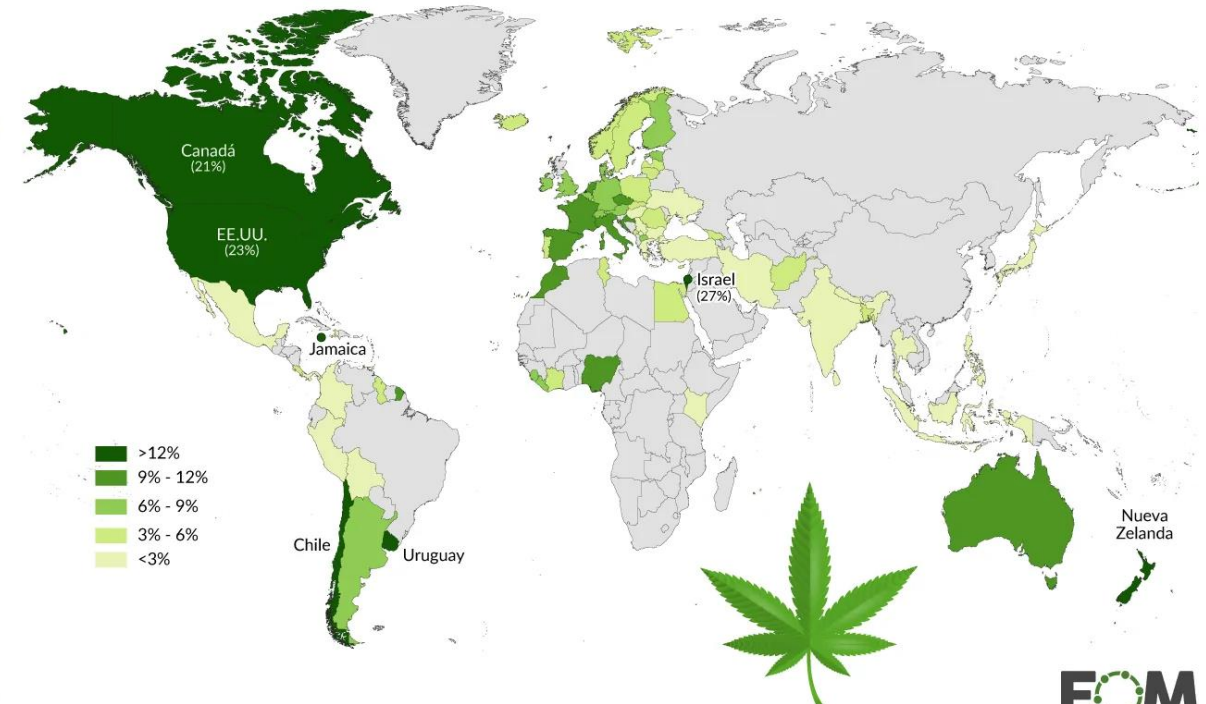 Canadá
(21%)
EE.UU.
(23%)
Israel
(27%)
Jamaica
>12%
9% - 12%
6% - 9%
3% - 6%
<3%
Chile
Uruguay
Nueva
Zelanda
EOM